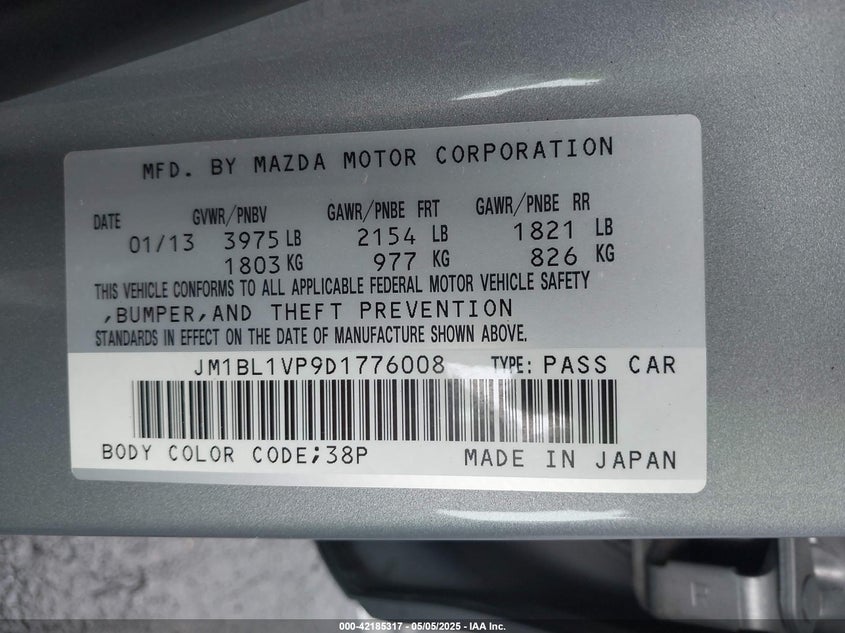 MFD. BY MAZDA MOTOR CORPORATION
DATE GVWR/PNBV GAWR/PNBE FRT GAWR/PNBE RR
01/13 3975 LB 2154 LB 1821 LB
1803 KG 977 KG 826 KG
THIS VEHICLE CONFORMS TO ALL APPLICABLE FEDERAL MOTOR VEHICLE SAFETY
,BUMPER,AND THEFT PREVENTION
STANDARDS IN EFFECT ON THE DATE OF MANUFACTURE SHOWN ABOVE.
JM1BL1VP9D1776008 TYPE: PASS CAR
BODY COLOR CODE;38P MADE IN JAPAN
000-42185317 - 05/05/2025 - IAA Inc.